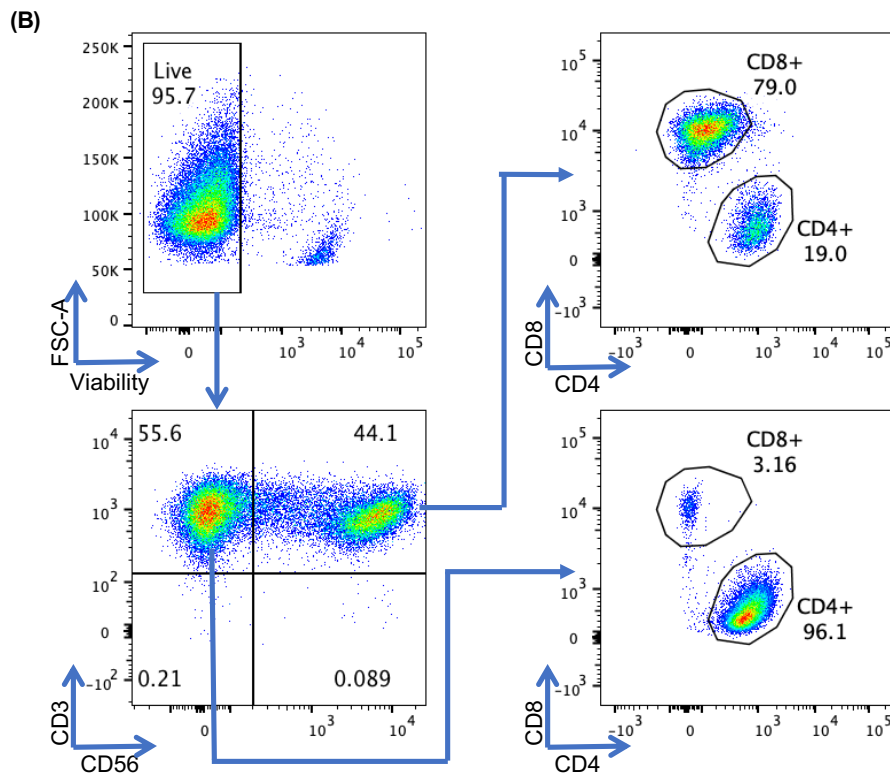 (B)
250K
200K
150K
100K
50K
0
Live
95.7
0
10^3
10^4
10^5
FSC-A
Viability
10^5
10^4
10^3
0
-10^3
CD8+
79.0
CD4+
19.0
-10^3
0
10^3
10^4
10^5
CD8
CD4
10^4
10^3
10^2
0
-10^2
55.6
44.1
0.21
0.089
0
10^3
10^4
CD3
CD56
10^5
10^4
10^3
0
-10^3
CD8+
3.16
CD4+
96.1
-10^3
0
10^3
10^4
10^5
CD8
CD4